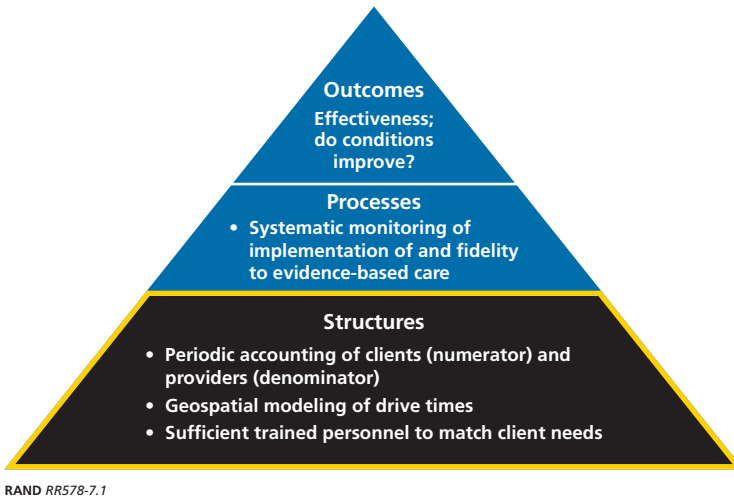 Outcomes
Effectiveness;
do conditions
improve?
Processes
• Systematic monitoring of
implementation of and fidelity
to evidence-based care
Structures
• Periodic accounting of clients (numerator) and
providers (denominator)
• Geospatial modeling of drive times
• Sufficient trained personnel to match client needs
RAND RR578-7.1